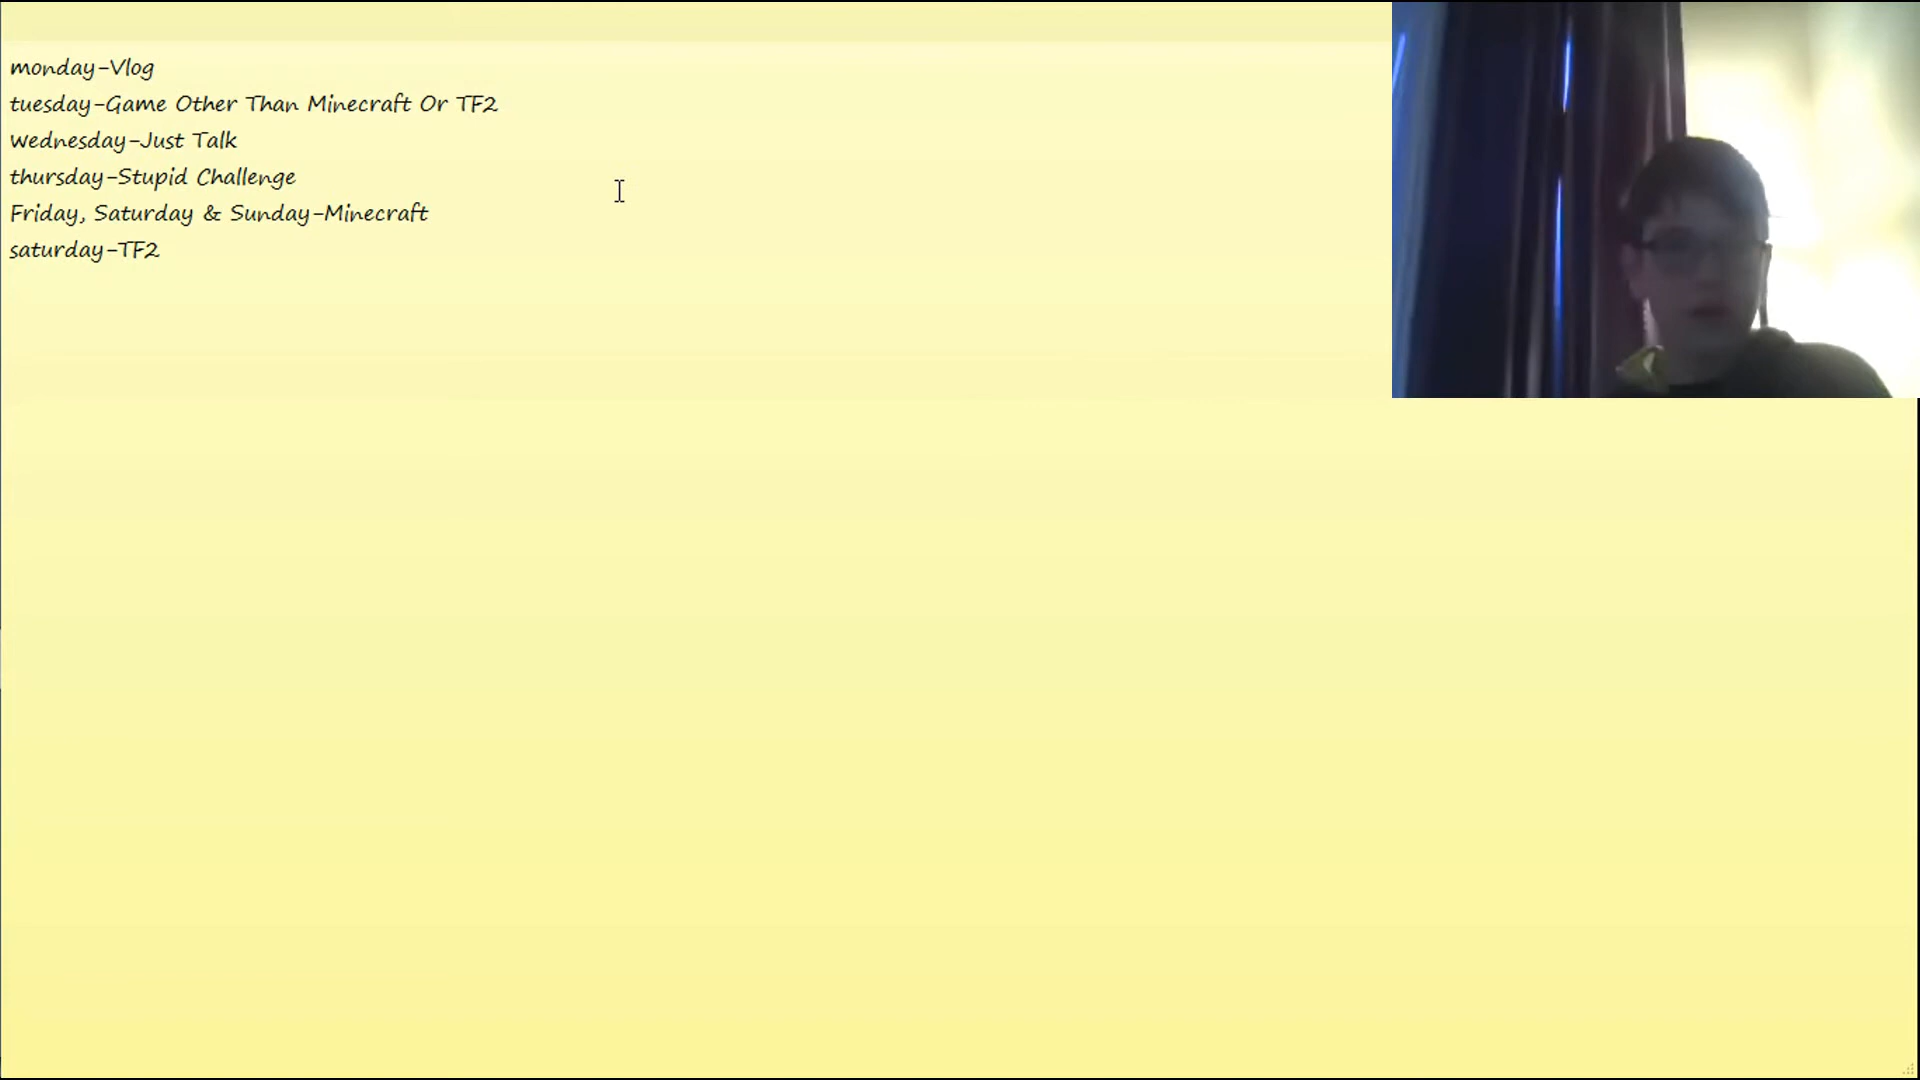 monday-Vlog
tuesday-Game Other Than Minecraft Or TF2
wednesday-Just Talk
thursday-Stupid Challenge
Friday, Saturday & Sunday-Minecraft
saturday-TF2